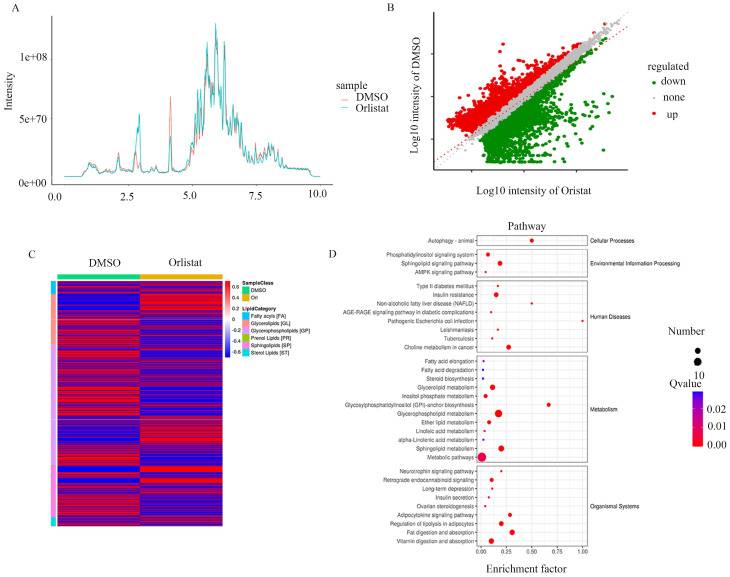 A
Intensity
1e+08
5e+70
0e+00
0.0
2.5
5.0
7.5
10.0
sample
DMSO
Orlistat
B
Log10 intensity of DMSO
Log10 intensity of Oristat
regulated
down
none
up
C
DMSO
Orlistat
SampleClass
DMSO
Orl
LipidCategory
Fatty acyls [FA]
Glycerolipids [GL]
Glycerophospholipids [GP]
Prenol Lipids [PR]
Sphingolipids [SP]
Sterol Lipids [ST]
0.6
0.4
0.2
0
-0.2
-0.4
-0.6
D
Pathway
Autophagy - animal
Cellular Processes
Phosphatidylinositol signaling system
Sphingolipid signaling pathway
AMPK signaling pathway
Environmental Information Processing
Type II diabetes mellitus
Insulin resistance
Non-alcoholic fatty liver disease (NAFLD)
AGE-RAGE signaling pathway in diabetic complications
Pathogenic Escherichia coli infection
Leishmaniasis
Tuberculosis
Choline metabolism in cancer
Human Diseases
Fatty acid elongation
Fatty acid degradation
Steroid biosynthesis
Glycerolipid metabolism
Inositol phosphate metabolism
Glycosylphosphatidylinositol (GPI)-anchor biosynthesis
Glycerophospholipid metabolism
Ether lipid metabolism
Linoleic acid metabolism
alpha-Linolenic acid metabolism
Sphingolipid metabolism
Metabolic pathways
Metabolism
Neurotrophin signaling pathway
Retrograde endocannabinoid signaling
Long-term depression
Insulin secretion
Ovarian steroidogenesis
Adipocytokine signaling pathway
Regulation of lipolysis in adipocytes
Fat digestion and absorption
Vitamin digestion and absorption
Organismal Systems
0.00
0.25
0.50
0.75
1.00
Enrichment factor
Number
10
Qvalue
0.02
0.01
0.00